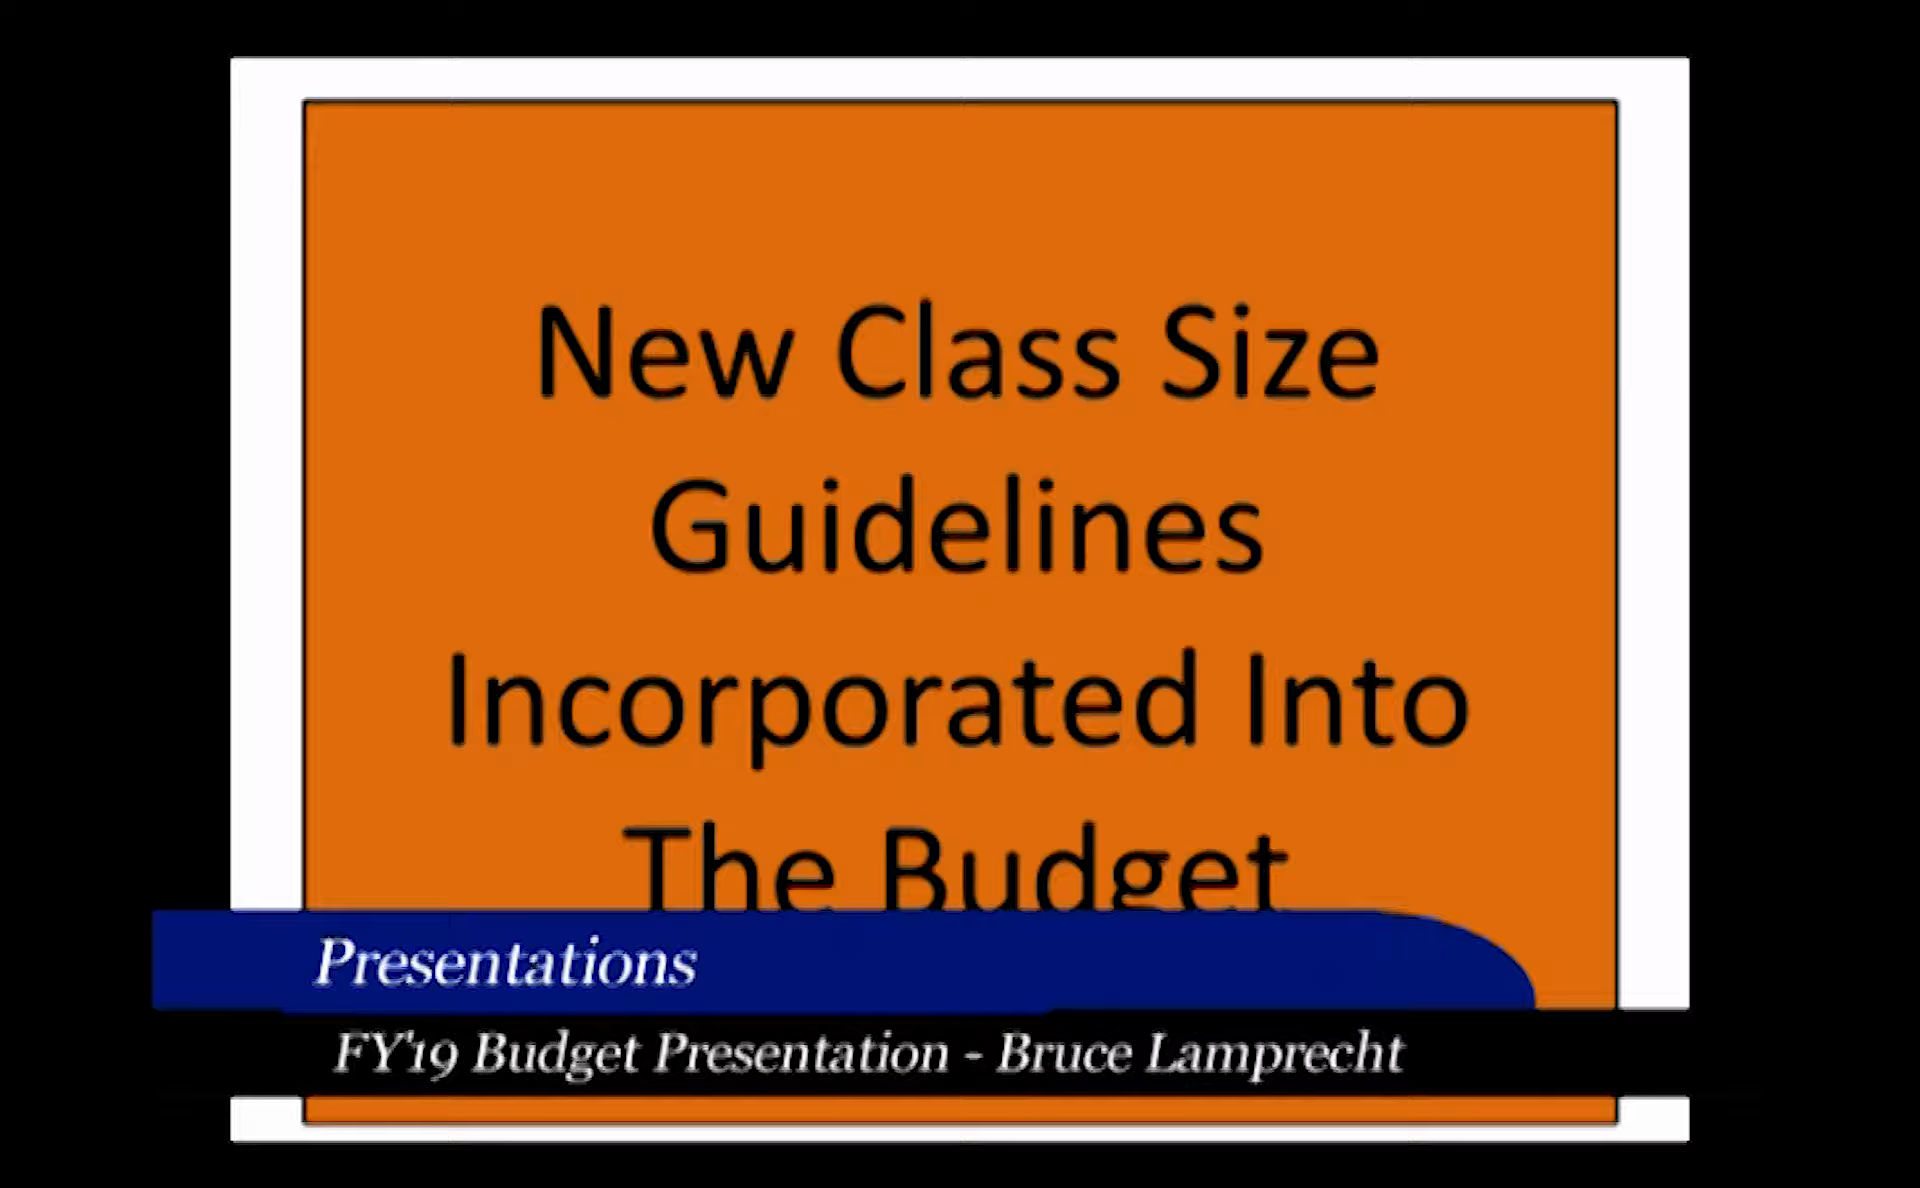 New Class Size
Guidelines
Incorporated Into
The Budget
Presentations
FY'19 Budget Presentation - Bruce Lamprecht